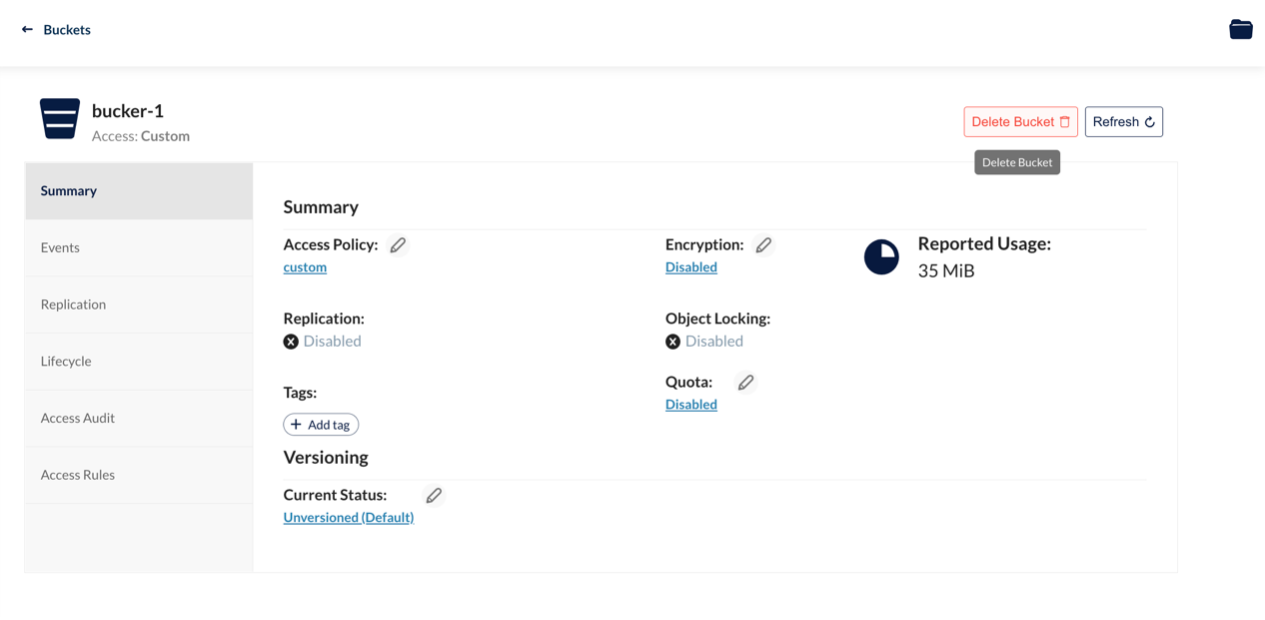 Buckets
bucker-1
Access: Custom
Delete Bucket
Refresh
Delete Bucket
Summary
Events
Replication
Lifecycle
Access Audit
Access Rules
Summary
Access Policy:
custom
Encryption:
Disabled
Reported Usage:
35 MiB
Replication:
Disabled
Object Locking:
Disabled
Tags:
+ Add tag
Quota:
Disabled
Versioning
Current Status:
Unversioned (Default)